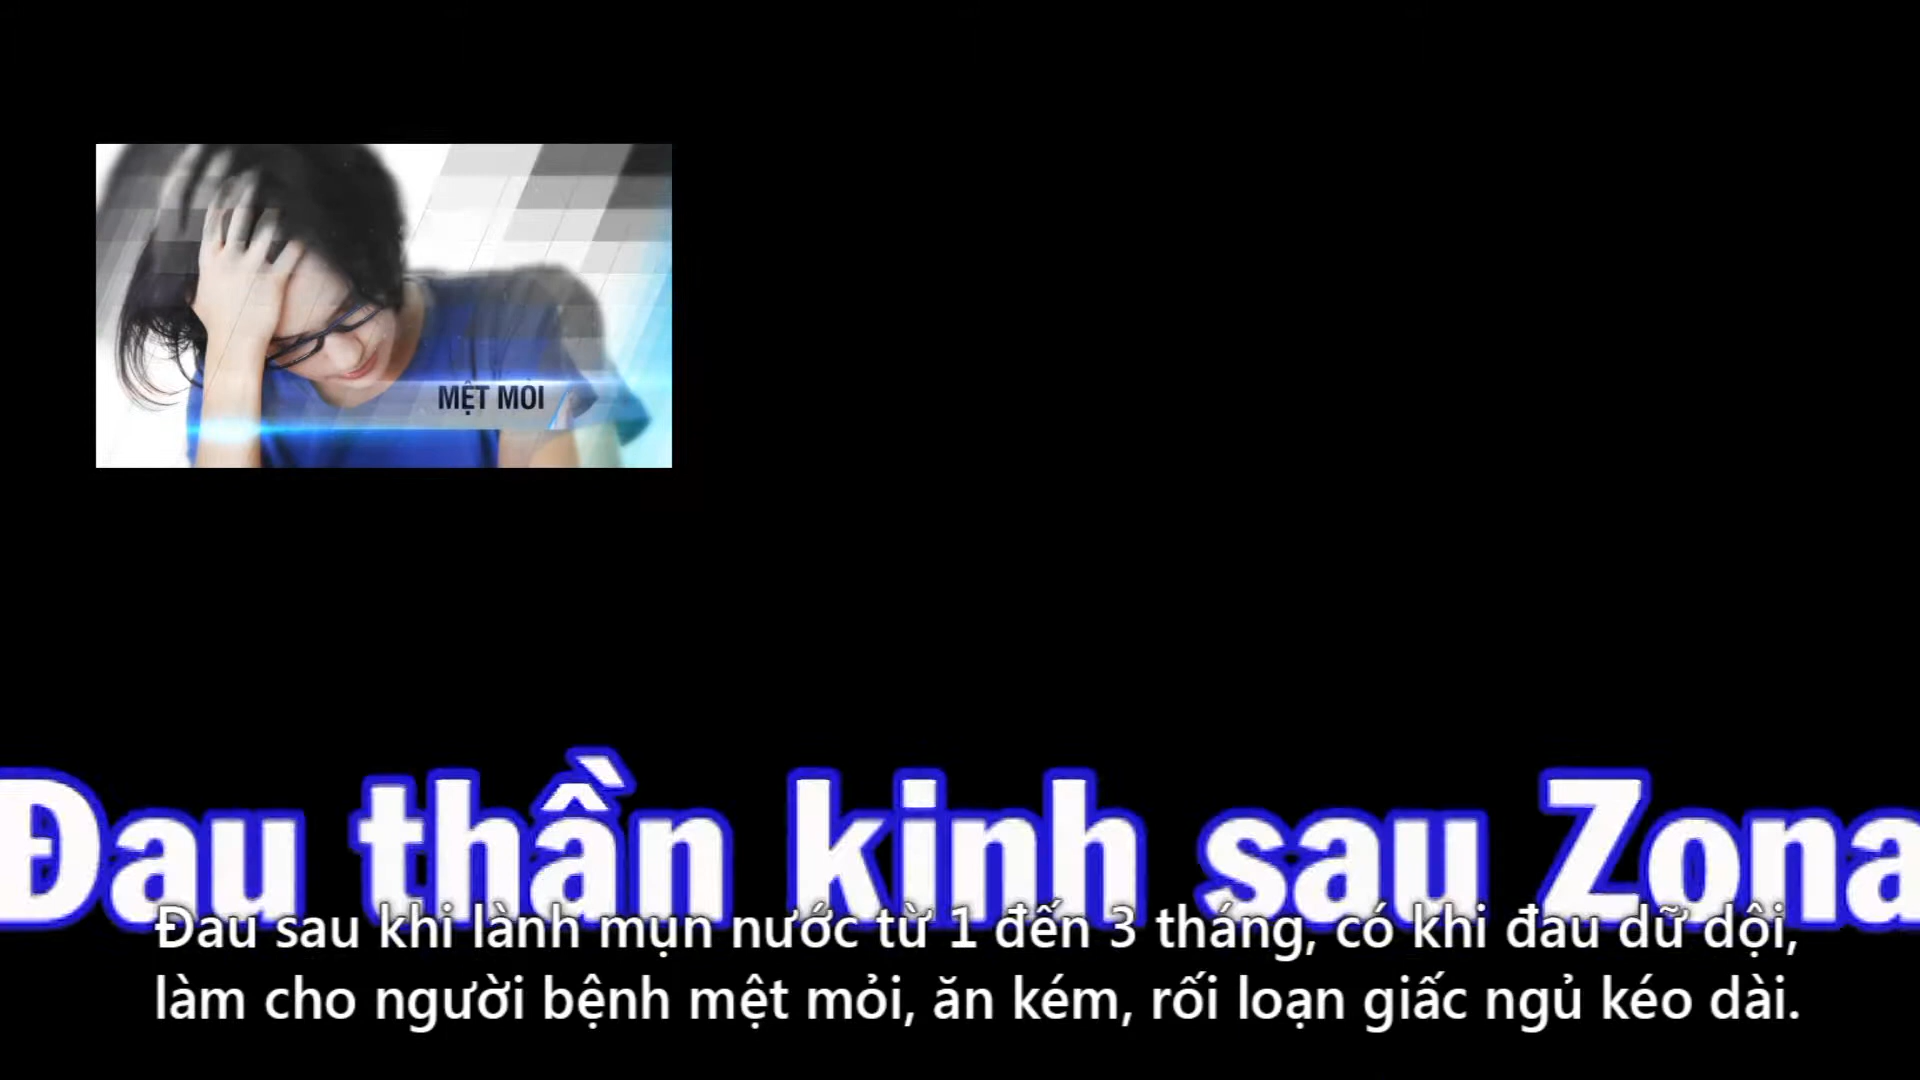 MỆT MỎI
Đau thần kinh sau Zona
Đau sau khi lành mụn nước từ 1 đến 3 tháng, có khi đau dữ dội,
làm cho người bệnh mệt mỏi, ăn kém, rối loạn giấc ngủ kéo dài.